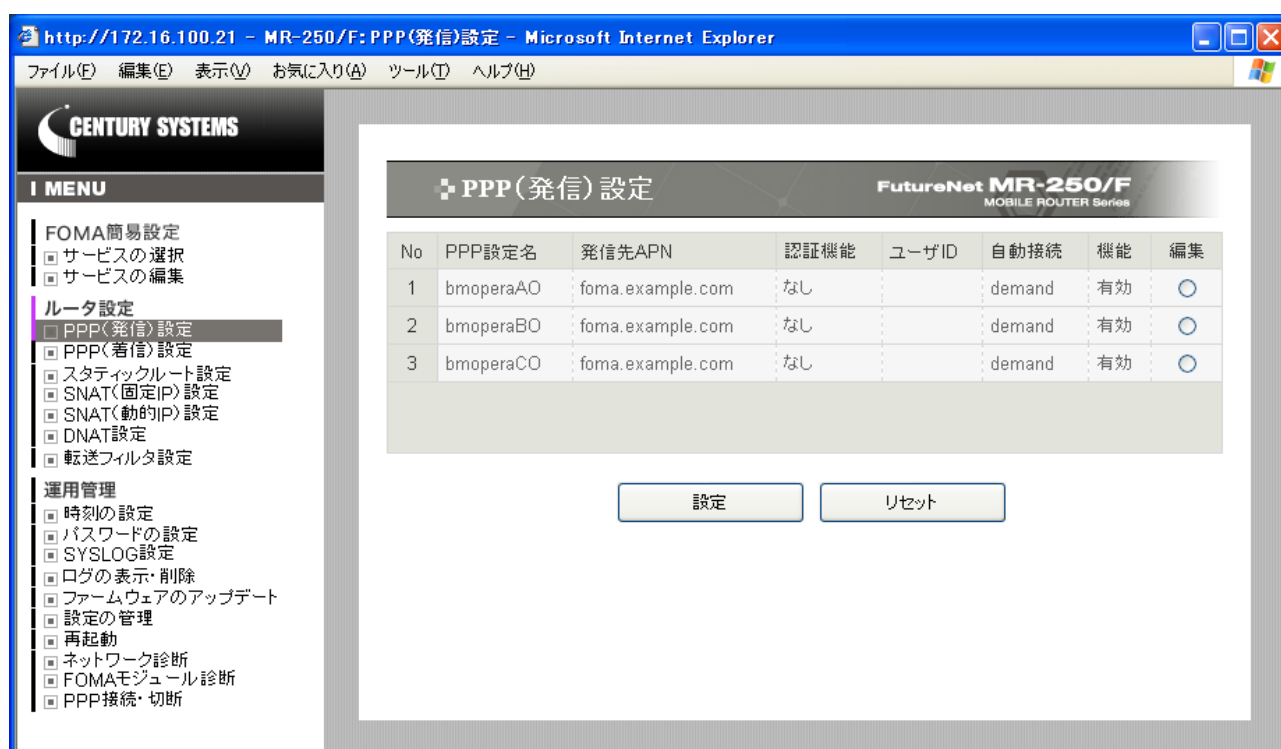 http://172.16.100.21 - MR-250/F:PPP(発信)設定 - Microsoft Internet Explorer
ファイル(F) 編集(E) 表示(V) お気に入り(A) ツール(T) ヘルプ(H)
CENTURY SYSTEMS
MENU
FOMA簡易設定
サービスの選択
サービスの編集
ルータ設定
PPP(発信)設定
PPP(着信)設定
スタティックルート設定
SNAT(固定IP)設定
SNAT(動的IP)設定
DNAT設定
転送フィルタ設定
運用管理
時刻の設定
パスワードの設定
SYSLOG設定
ログの表示・削除
ファームウェアのアップデート
設定の管理
再起動
ネットワーク診断
FOMAモジュール診断
PPP接続・切断
PPP(発信)設定
FutureNet MR-250/F
MOBILE ROUTER Series
No PPP設定名 発信先APN 認証機能 ユーザID 自動接続 機能 編集
1 bmoperaAO foma.example.com なし demand 有効
2 bmoperaBO foma.example.com なし demand 有効
3 bmoperaCO foma.example.com なし demand 有効
設定 リセット